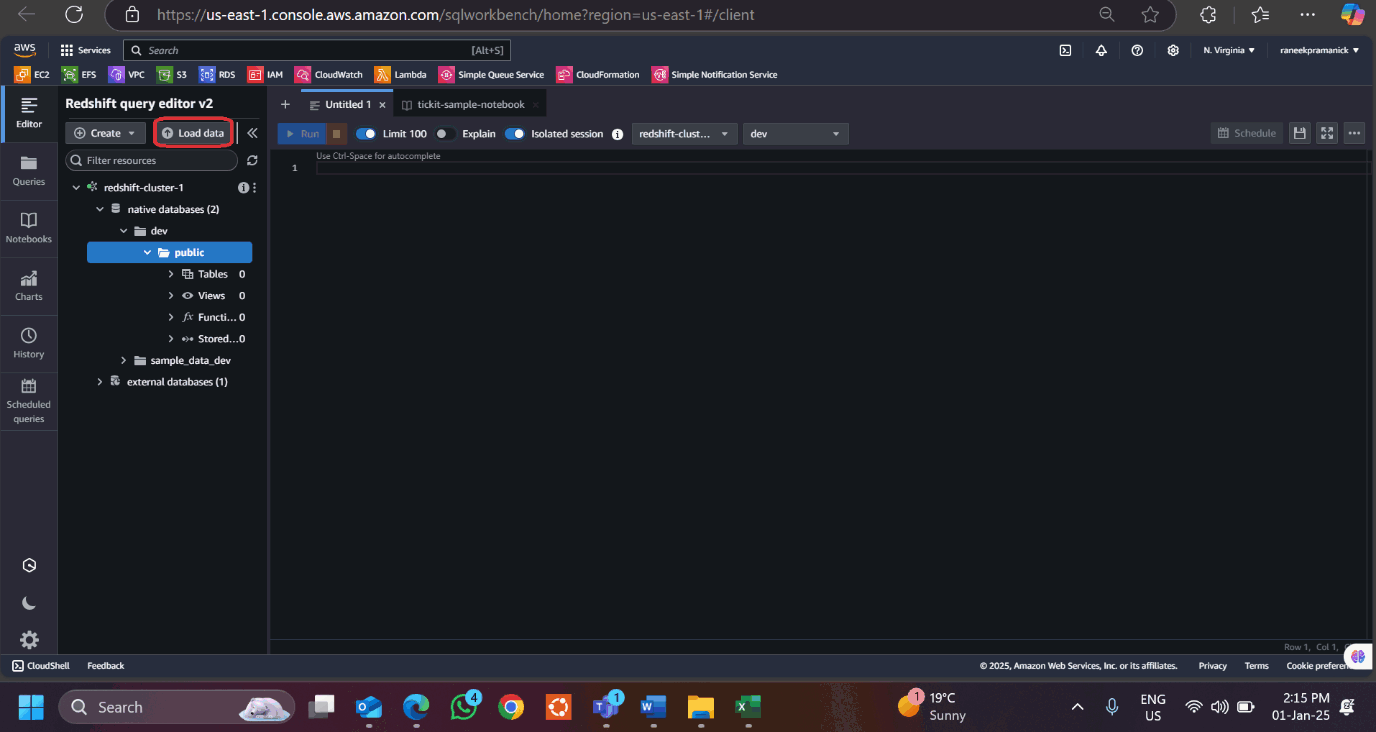 https://us-east-1.console.aws.amazon.com/sqlworkbench/home?region=us-east-1#/client
aws Services Search [Alt+S] N. Virginia raneekpramanick
EC2 EFS VPC S3 RDS IAM CloudWatch Lambda Simple Queue Service CloudFormation Simple Notification Service
Editor
Queries
Notebooks
Charts
History
Scheduled
queries
Redshift query editor v2
Create Load data
Filter resources
redshift-cluster-1
native databases (2)
dev
public
Tables 0
Views 0
fx Functi... 0
Stored... 0
sample_data_dev
external databases (1)
+ Untitled 1 × tickit-sample-notebook ×
Run Limit 100 Explain Isolated session redshift-clust... dev Schedule
Use Ctrl-Space for autocomplete
1
Row 1, Col 1,
CloudShell Feedback © 2025, Amazon Web Services, Inc. or its affiliates. Privacy Terms Cookie preferen
Search 4 1 1 19°C ENG 2:15 PM
Sunny US 01-Jan-25